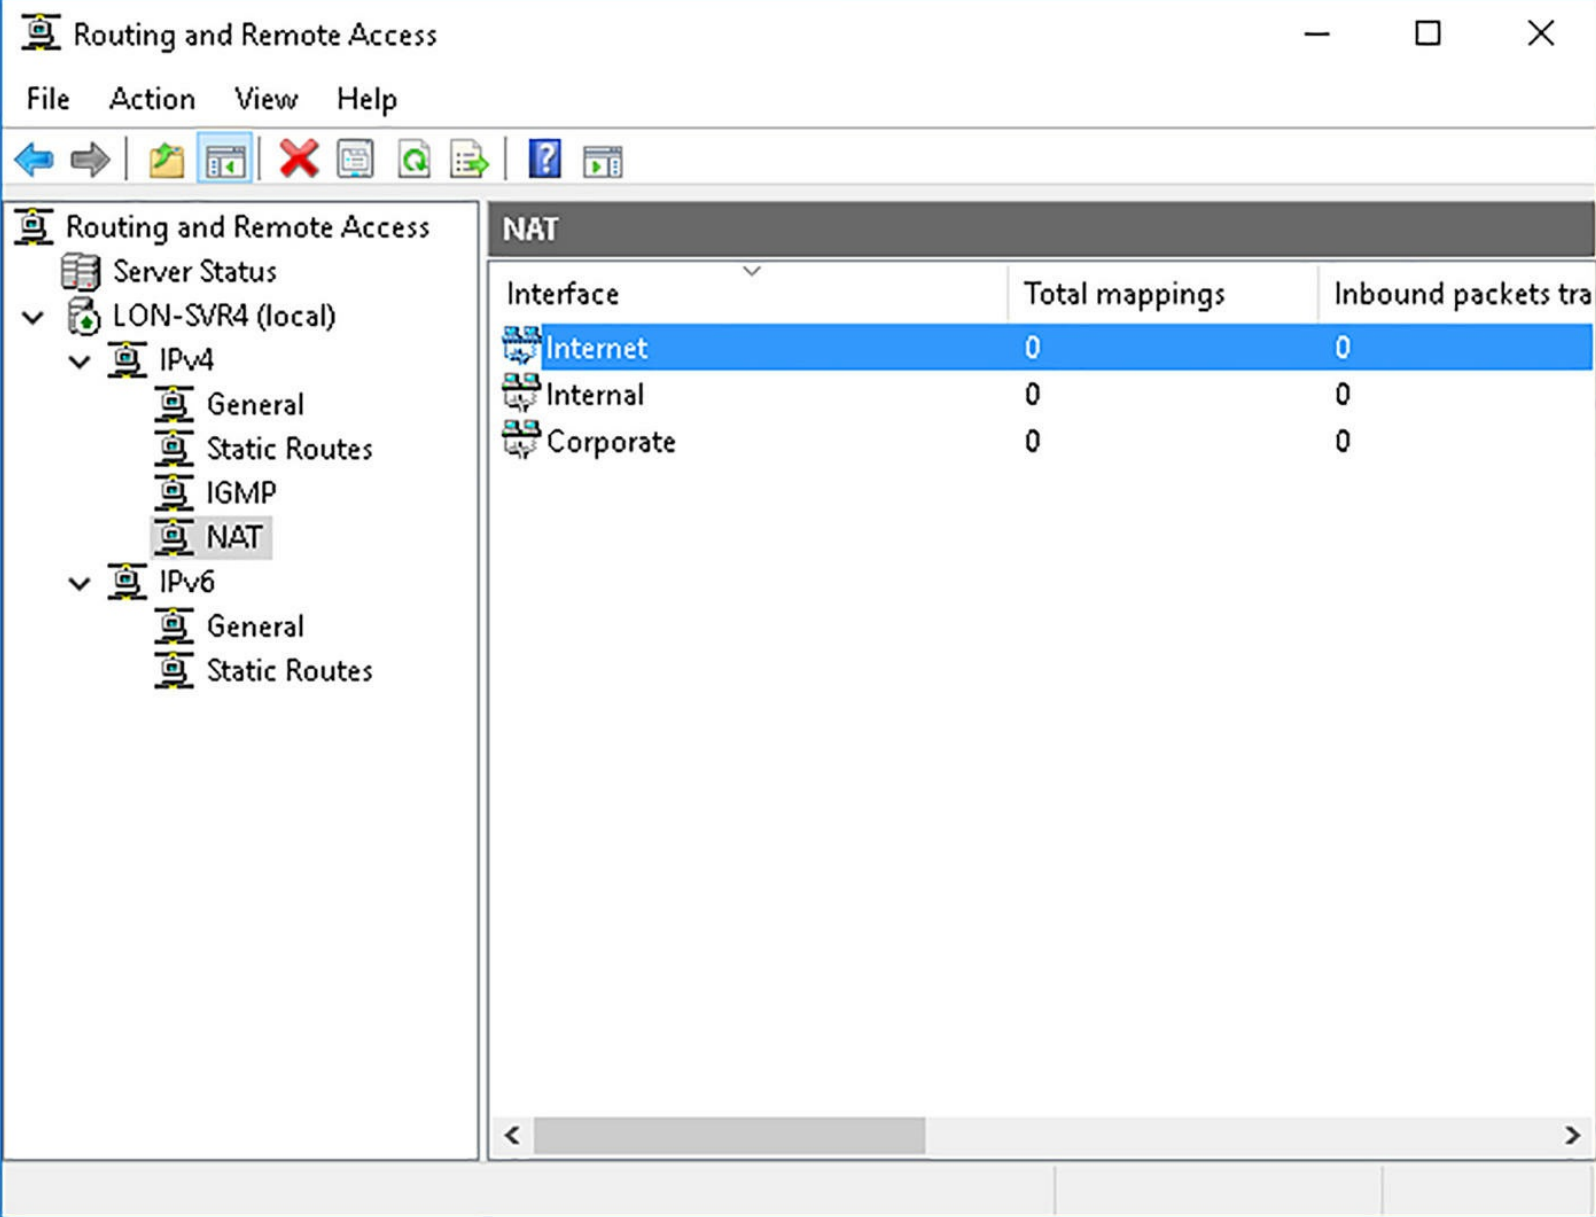 Routing and Remote Access
File Action View Help
Routing and Remote Access
Server Status
LON-SVR4 (local)
IPv4
General
Static Routes
IGMP
NAT
IPv6
General
Static Routes
NAT
Interface Total mappings Inbound packets tra
Internet 0 0
Internal 0 0
Corporate 0 0